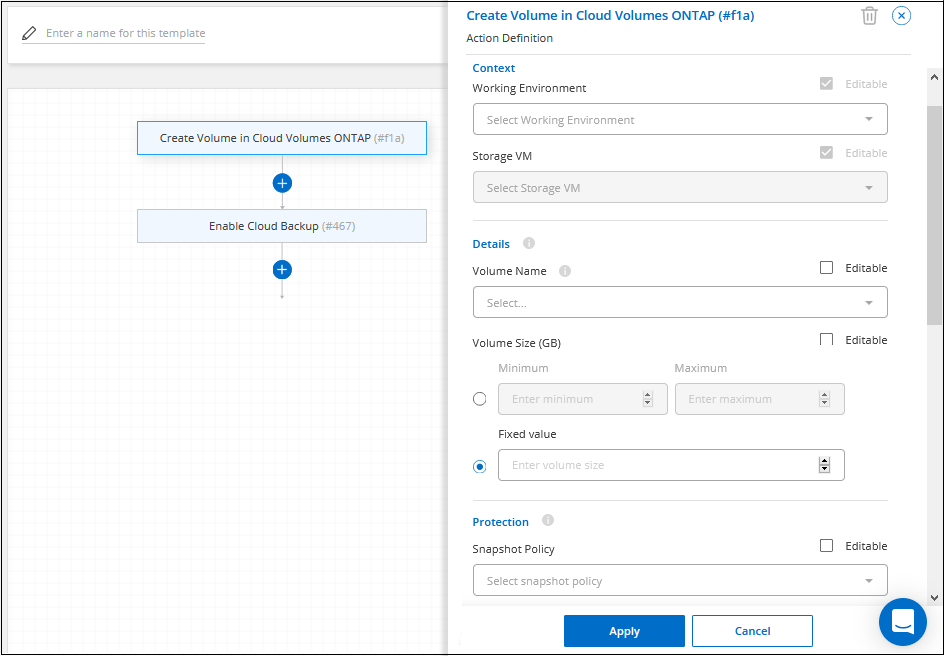 Enter a name for this template
Create Volume in Cloud Volumes ONTAP (#f1a)
Enable Cloud Backup (#467)
Create Volume in Cloud Volumes ONTAP (#f1a)
Action Definition
Context
Working Environment
Editable
Select Working Environment
Storage VM
Editable
Select Storage VM
Details
Volume Name
Editable
Select...
Volume Size (GB)
Editable
Minimum
Maximum
Enter minimum
Enter maximum
Fixed value
Enter volume size
Protection
Snapshot Policy
Editable
Select snapshot policy
Apply
Cancel